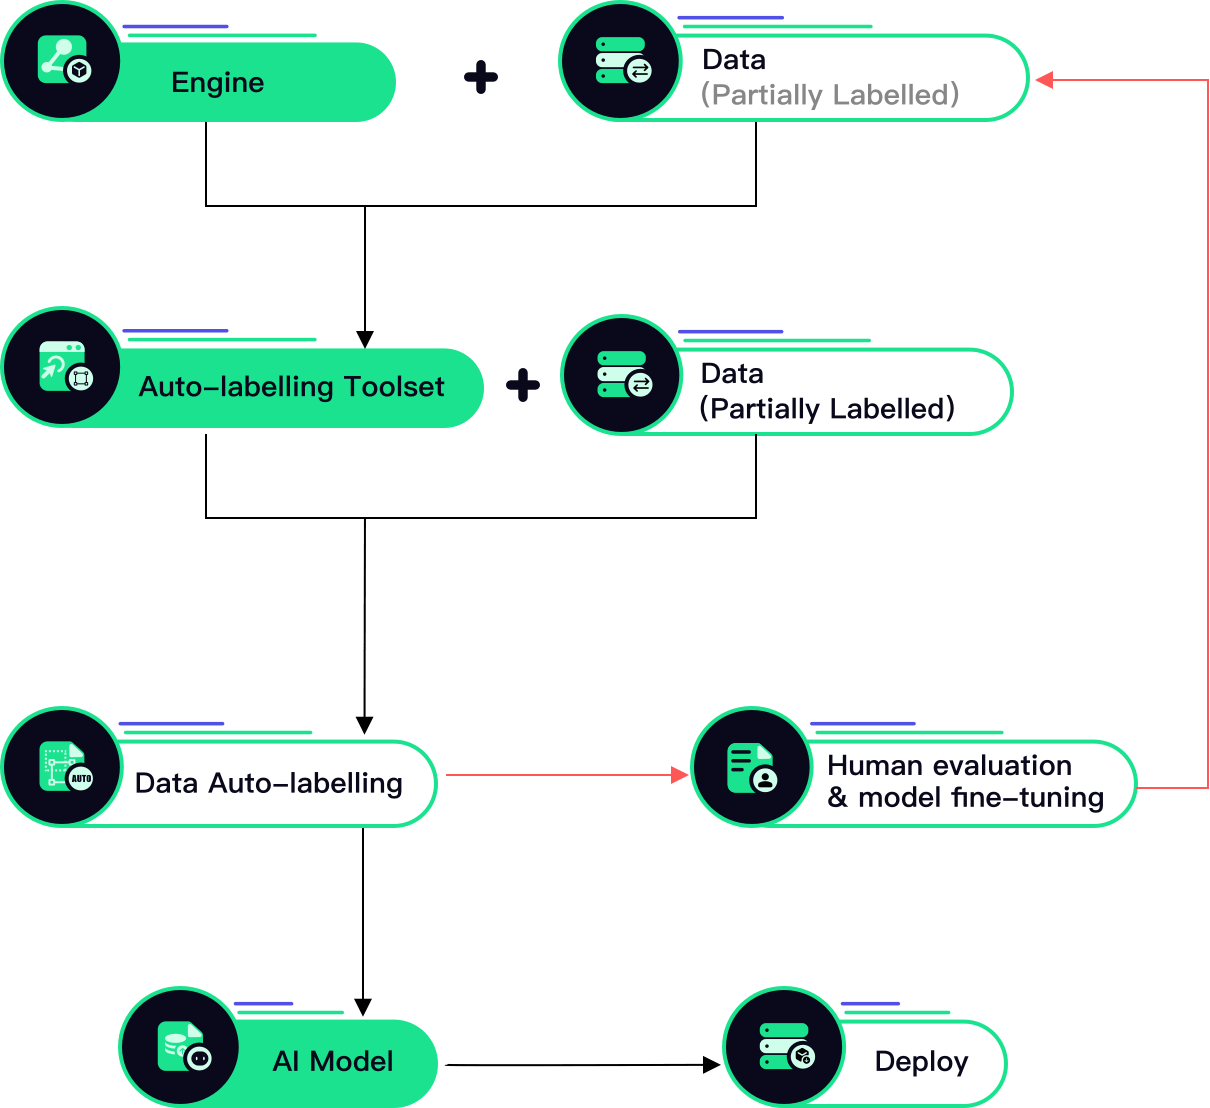 Engine
Data
(Partially Labelled)
Auto-labelling Toolset
Data
(Partially Labelled)
AUTO
Data Auto-labelling
Human evaluation
& model fine-tuning
AI Model
Deploy